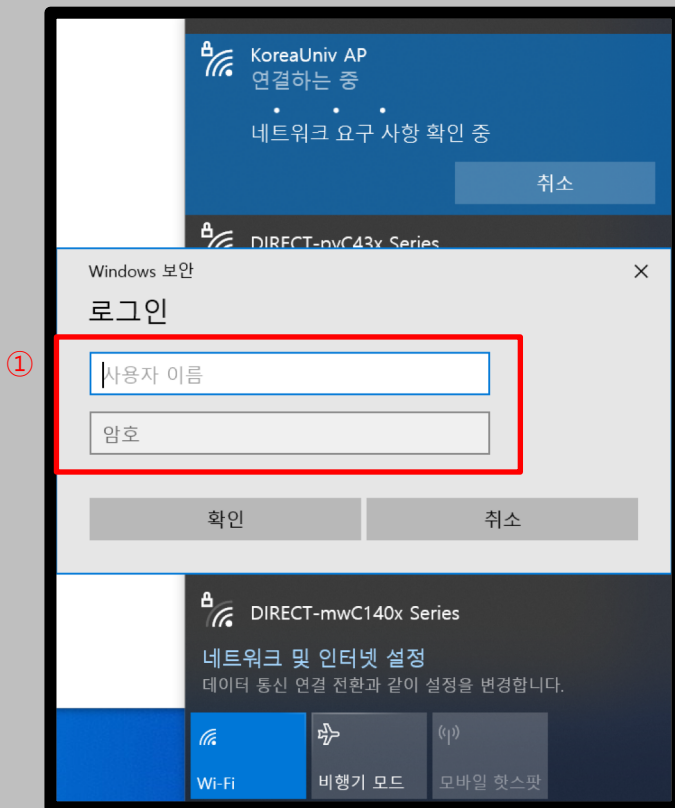 KoreaUniv AP
연결하는 중
네트워크 요구 사항 확인 중
취소
DIRECT-nvC43x Series
Windows 보안
로그인
①
사용자 이름
암호
확인 취소
DIRECT-mwC140x Series
네트워크 및 인터넷 설정
데이터 통신 연결 전환과 같이 설정을 변경합니다.
Wi-Fi 비행기 모드 모바일 핫스팟